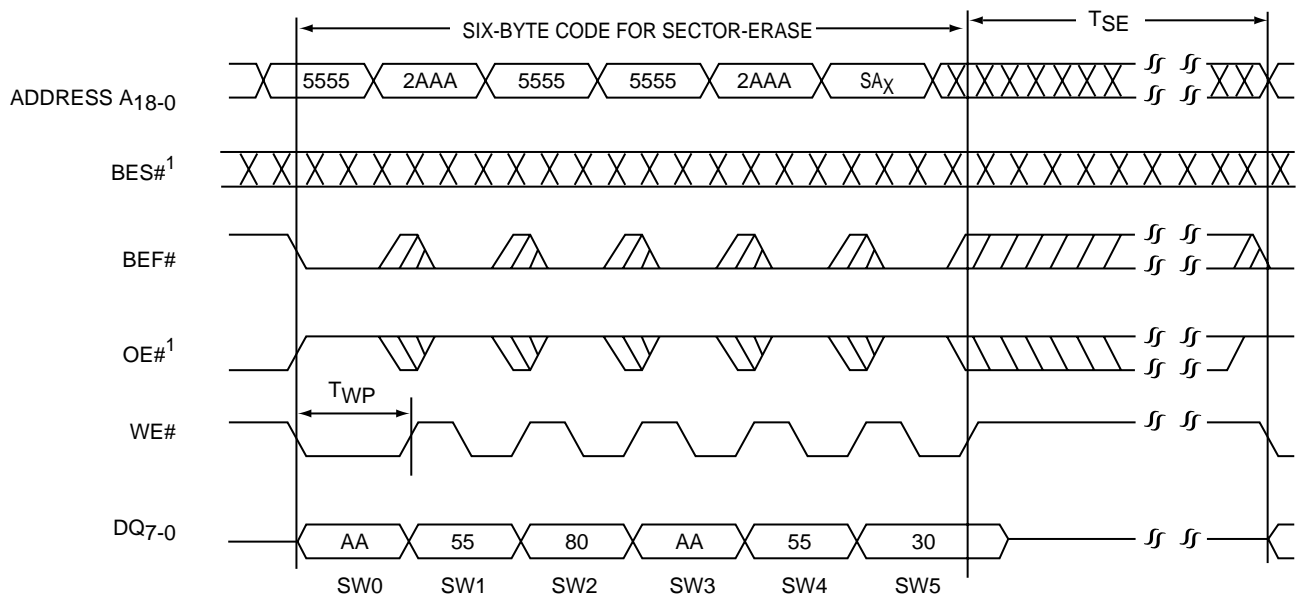 SIX-BYTE CODE FOR SECTOR-ERASE TSE
ADDRESS A18-0 5555 2AAA 5555 5555 2AAA SAX
BES#1
BEF#
OE#1
TWP
WE#
DQ7-0 AA 55 80 AA 55 30
SW0 SW1 SW2 SW3 SW4 SW5